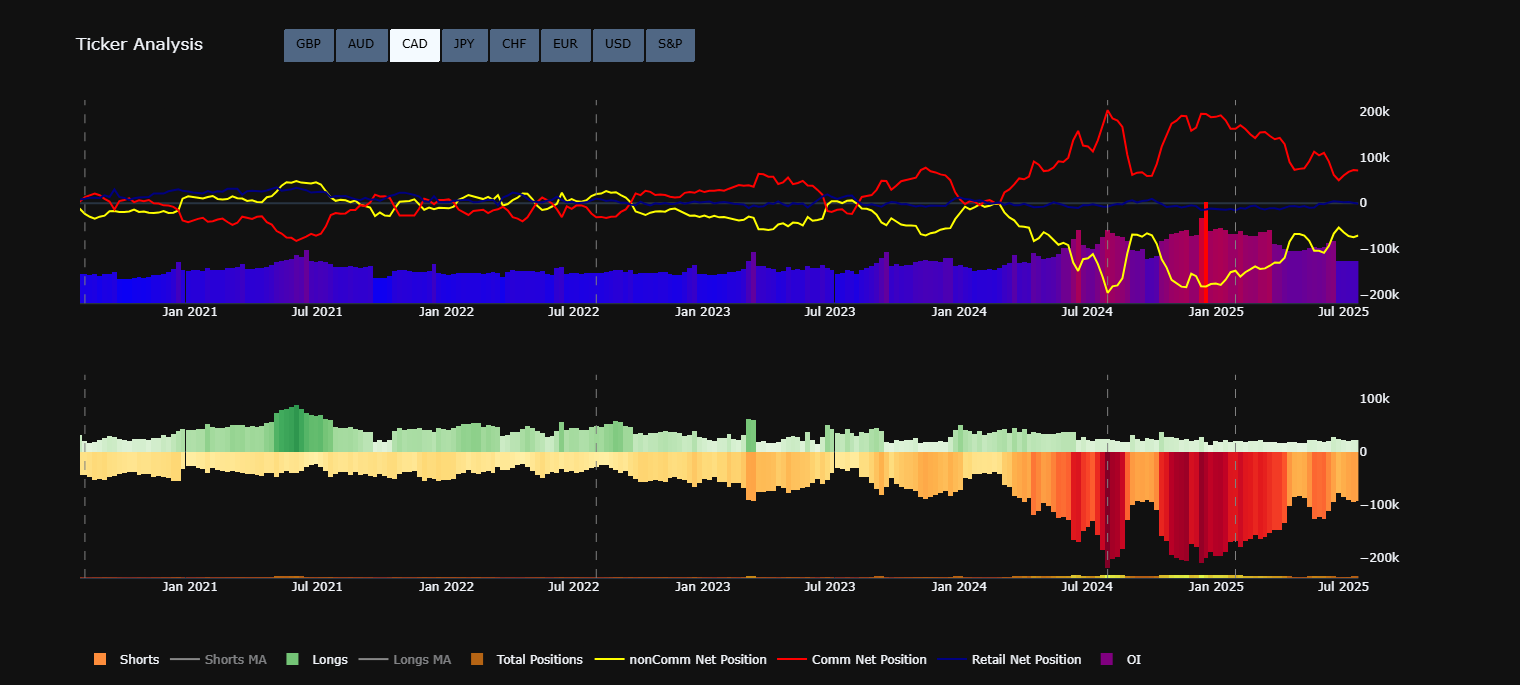 Ticker Analysis GBP AUD CAD JPY CHF EUR USD S&P
200k
100k
0
−100k
−200k
Jan 2021 Jul 2021 Jan 2022 Jul 2022 Jan 2023 Jul 2023 Jan 2024 Jul 2024 Jan 2025 Jul 2025
100k
0
−100k
−200k
Jan 2021 Jul 2021 Jan 2022 Jul 2022 Jan 2023 Jul 2023 Jan 2024 Jul 2024 Jan 2025 Jul 2025
Shorts Shorts MA Longs Longs MA Total Positions nonComm Net Position Comm Net Position Retail Net Position OI